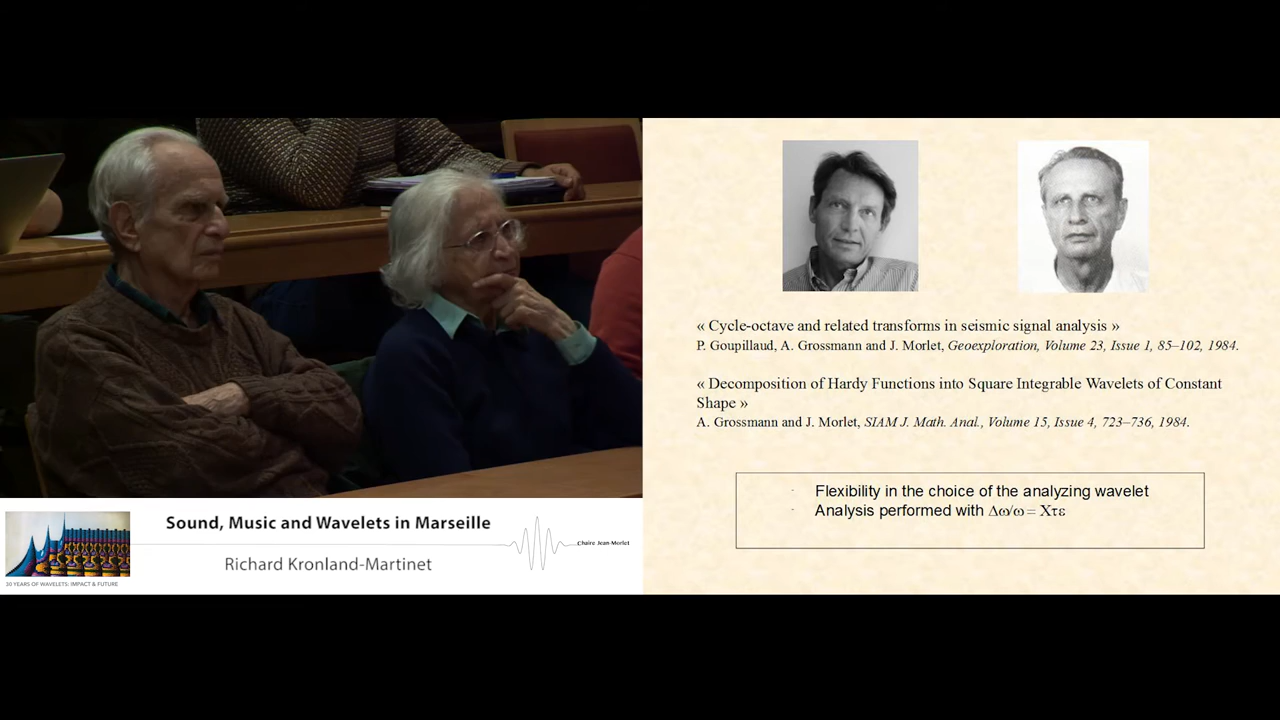 « Cycle-octave and related transforms in seismic signal analysis »
P. Goupillaud, A. Grossmann and J. Morlet, Geoexploration, Volume 23, Issue 1, 85–102, 1984.
« Decomposition of Hardy Functions into Square Integrable Wavelets of Constant
Shape »
A. Grossmann and J. Morlet, SIAM J. Math. Anal., Volume 15, Issue 4, 723–736, 1984.
- Flexibility in the choice of the analyzing wavelet
- Analysis performed with Δω/ω = Χτε
Sound, Music and Wavelets in Marseille
Chaire Jean-Morlet
Richard Kronland-Martinet
30 YEARS OF WAVELETS: IMPACT & FUTURE